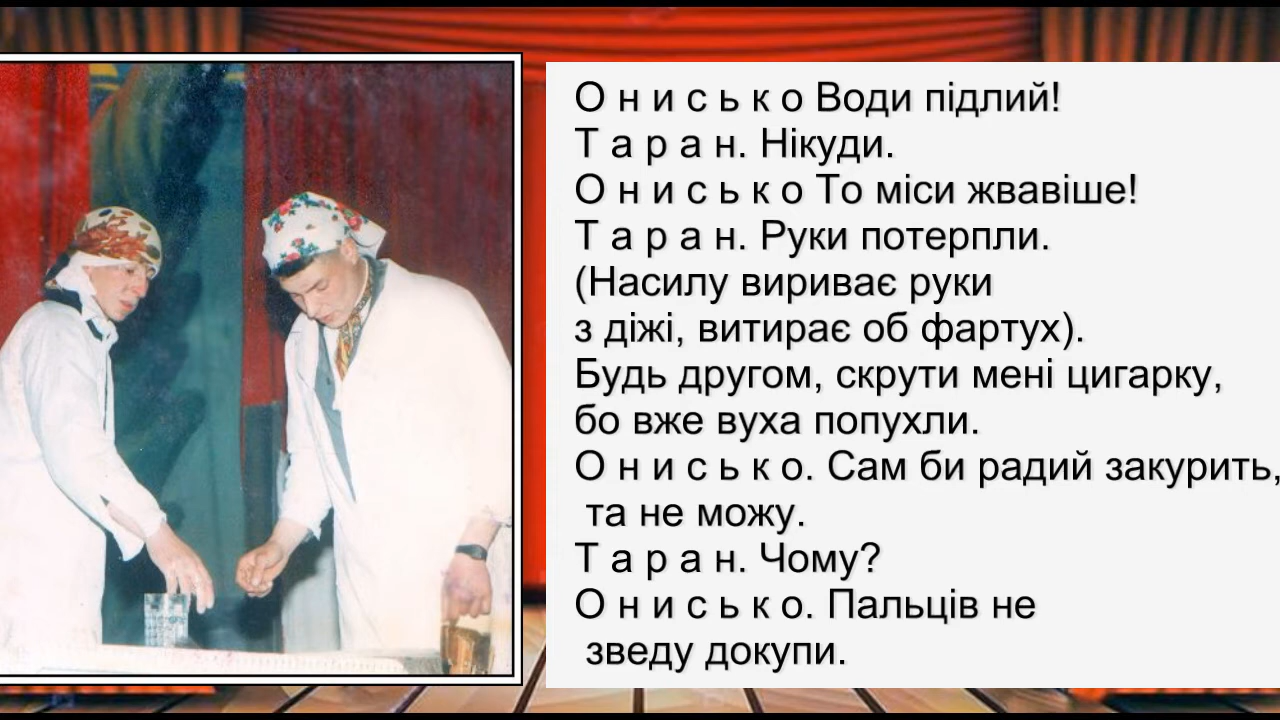 О н и с ь к о Води підлий!
Т а р а н. Нікуди.
О н и с ь к о То міси жвавіше!
Т а р а н. Руки потерпли.
(Насилу вириває руки
з діжі, витирає об фартух).
Будь другом, скрути мені цигарку,
бо вже вуха попухли.
О н и с ь к о. Сам би радий закурить,
та не можу.
Т а р а н. Чому?
О н и с ь к о. Пальців не
зведу докупи.